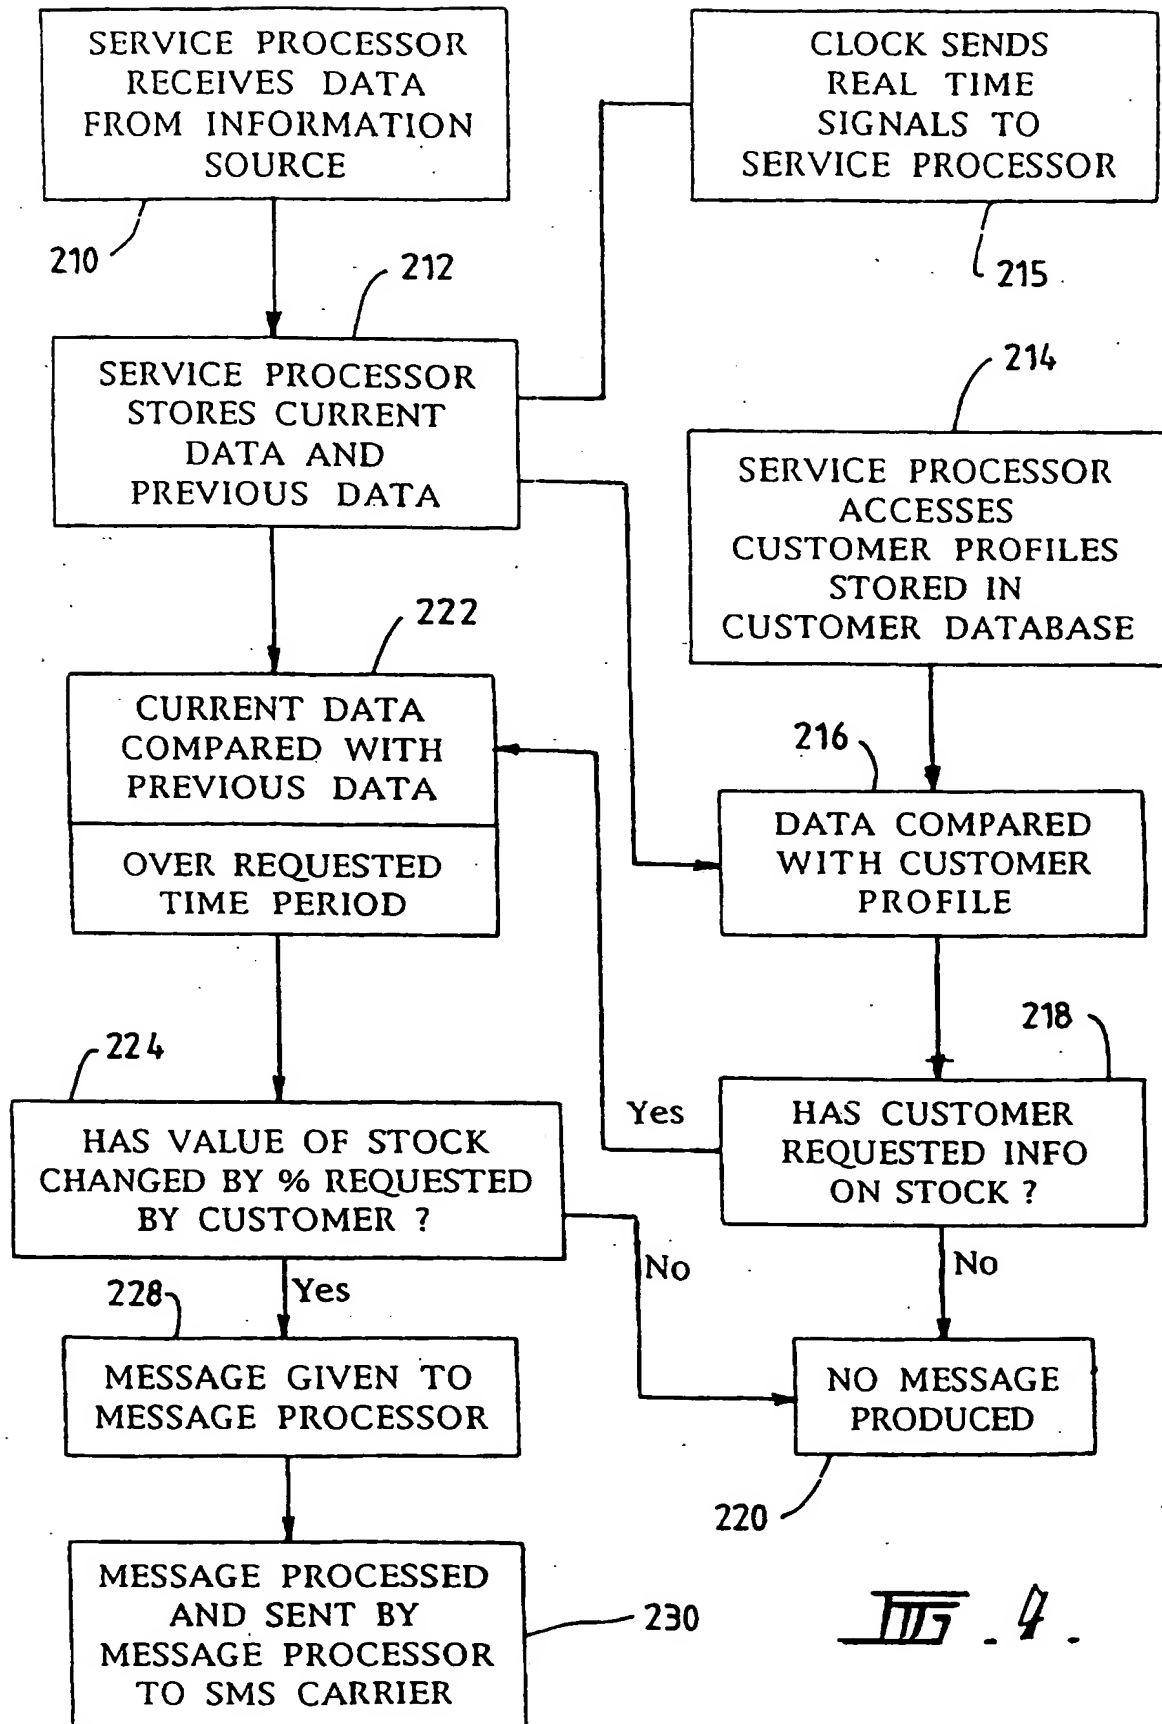 SERVICE PROCESSOR
RECEIVES DATA
FROM INFORMATION
SOURCE
210
CLOCK SENDS
REAL TIME
SIGNALS TO
SERVICE PROCESSOR
215
212
SERVICE PROCESSOR
STORES CURRENT
DATA AND
PREVIOUS DATA
214
SERVICE PROCESSOR
ACCESSES
CUSTOMER PROFILES
STORED IN
CUSTOMER DATABASE
222
CURRENT DATA
COMPARED WITH
PREVIOUS DATA
OVER REQUESTED
TIME PERIOD
216
DATA COMPARED
WITH CUSTOMER
PROFILE
218
HAS CUSTOMER
REQUESTED INFO
ON STOCK ?
Yes
No
224
HAS VALUE OF STOCK
CHANGED BY % REQUESTED
BY CUSTOMER ?
Yes
No
228
MESSAGE GIVEN TO
MESSAGE PROCESSOR
NO MESSAGE
PRODUCED
220
MESSAGE PROCESSED
AND SENT BY
MESSAGE PROCESSOR
TO SMS CARRIER
230
FIG. 4.